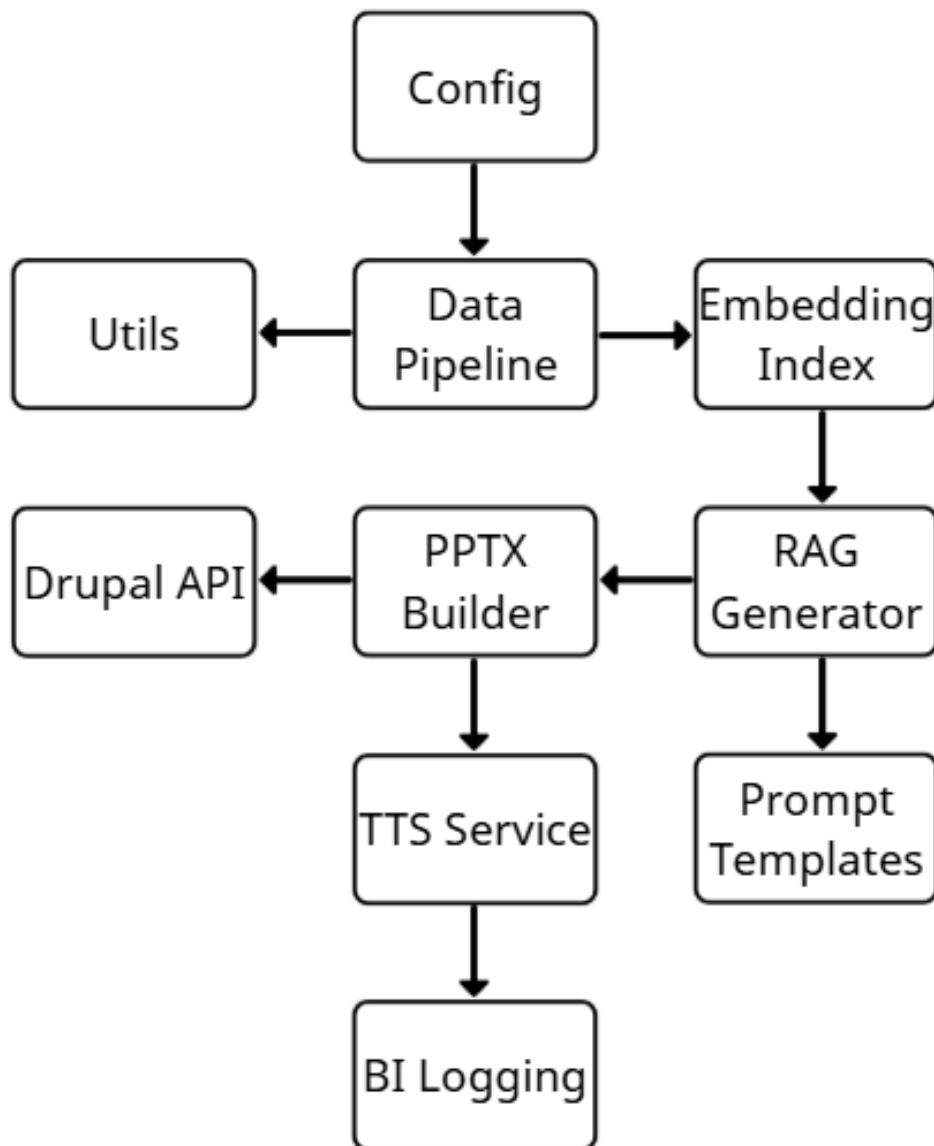 Config
Utils
Data
Pipeline
Embedding
Index
Drupal API
PPTX
Builder
RAG
Generator
TTS Service
Prompt
Templates
BI Logging